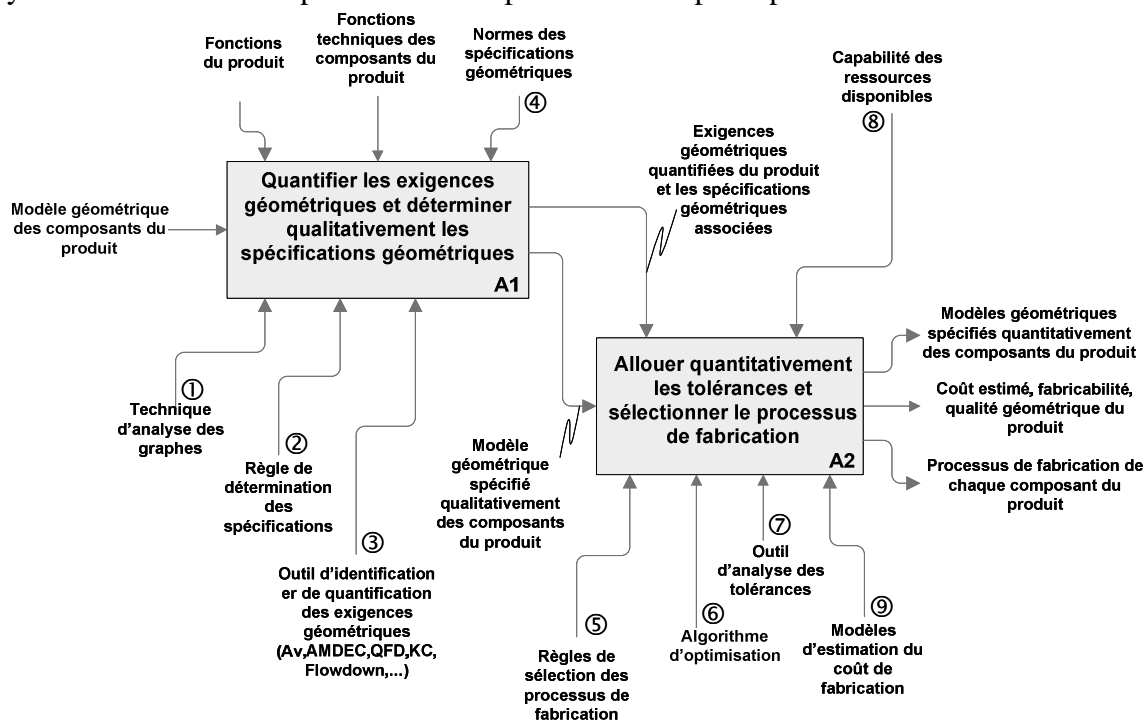 Fonctions
du produit
Fonctions
techniques des
composants du
produit
Normes des
spécifications
géométriques
④
Capabilité des
ressources
disponibles
⑧
Exigences
géométriques
quantifiées du produit
et les spécifications
géométriques
associées
Modèle géométrique
des composants du
produit
Quantifier les exigences
géométriques et déterminer
qualitativement les
spécifications géométriques
A1
Allouer quantitativement
les tolérances et
sélectionner le processus
de fabrication
A2
Modèles géométriques
spécifiés quantitativement
des composants du produit
Coût estimé, fabricabilité,
qualité géométrique du
produit
Processus de fabrication de
chaque composant du
produit
①
Technique
d'analyse des
graphes
②
Règle de
détermination
des
spécifications
③
Outil d'identification
er de quantification
des exigences
géométriques
(Av,AMDEC,QFD,KC,
Flowdown,...)
Modèle
géométrique
spécifié
qualitativement
des composants
du produit
⑤
Règles de
sélection des
processus de
fabrication
⑥
Algorithme
d'optimisation
⑦
Outil
d'analyse des
tolérances
⑨
Modèles
d'estimation du
coût de
fabrication